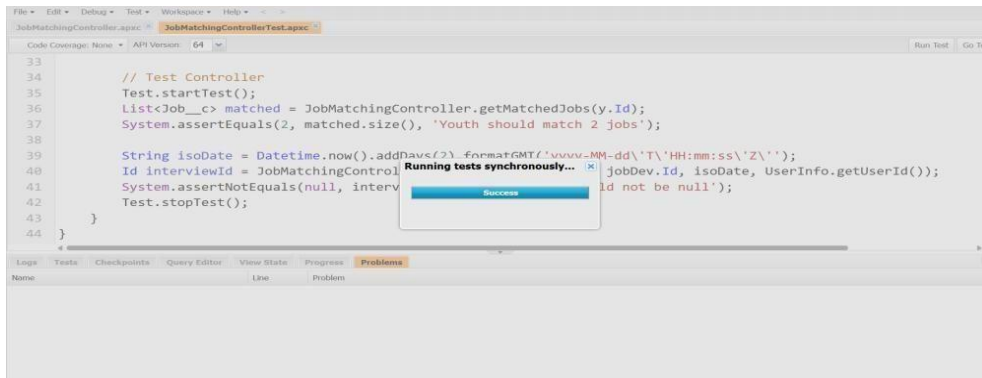 File Edit Debug Test Workspace Help < >
JobMatchingController.apxc JobMatchingControllerTest.apxc
Code Coverage: None API Version: 64 Run Test Go T
33
34 // Test Controller
35 Test.startTest();
36 List<Job__c> matched = JobMatchingController.getMatchedJobs(y.Id);
37 System.assertEquals(2, matched.size(), 'Youth should match 2 jobs');
38
39 String isoDate = Datetime.now().addDays(2).formatGMT('yyyy-MM-dd\'T\'HH:mm:ss\'Z\'');
Running tests synchronously...
40 Id interviewId = JobMatchingControl jobDev.Id, isoDate, UserInfo.getUserId());
41 System.assertNotEquals(null, interv ld not be null');
Success
42 Test.stopTest();
43 }
44 }
Logs Tests Checkpoints Query Editor View State Progress Problems
Name Line Problem